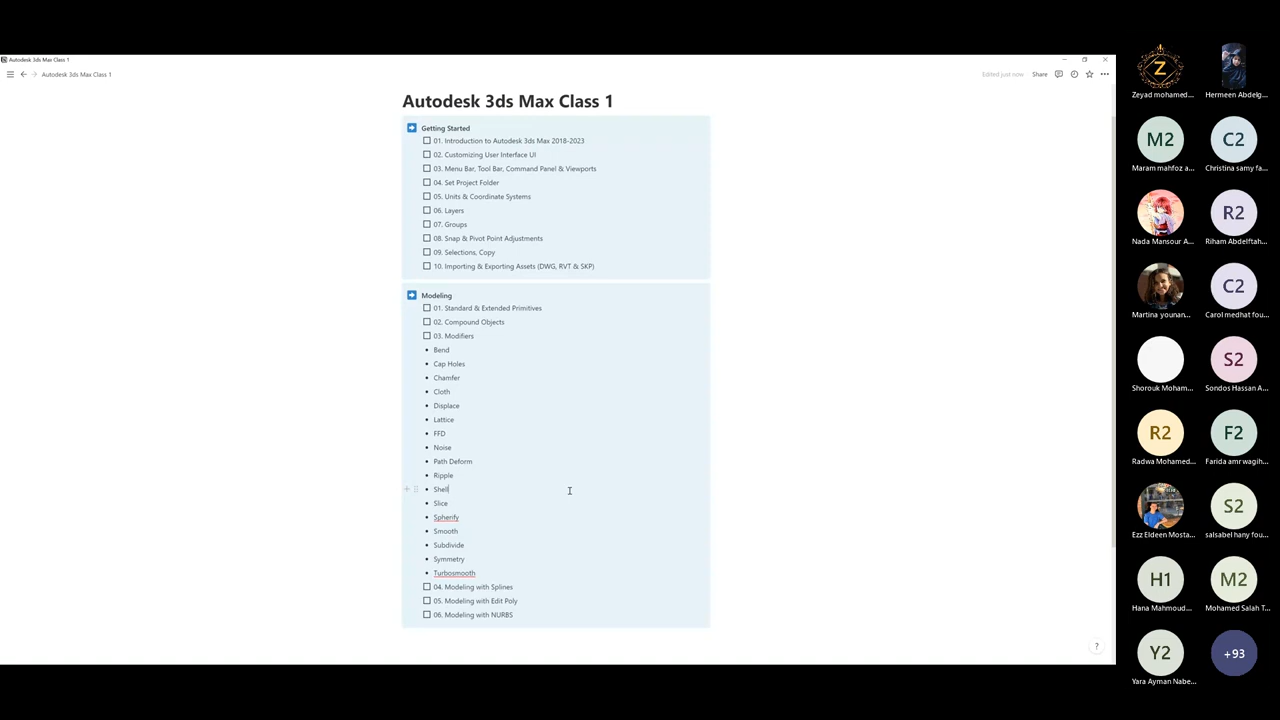 Autodesk 3ds Max Class 1
Autodesk 3ds Max Class 1
Edited just now
Share
Autodesk 3ds Max Class 1
Getting Started
01. Introduction to Autodesk 3ds Max 2018-2023
02. Customizing User Interface UI
03. Menu Bar, Tool Bar, Command Panel & Viewports
04. Set Project Folder
05. Units & Coordinate Systems
06. Layers
07. Groups
08. Snap & Pivot Point Adjustments
09. Selections, Copy
10. Importing & Exporting Assets (DWG, RVT & SKP)
Modeling
01. Standard & Extended Primitives
02. Compound Objects
03. Modifiers
• Bend
• Cap Holes
• Chamfer
• Cloth
• Displace
• Lattice
• FFD
• Noise
• Path Deform
• Ripple
• Shell
• Slice
• Spherify
• Smooth
• Subdivide
• Symmetry
• Turbosmooth
04. Modeling with Splines
05. Modeling with Edit Poly
06. Modeling with NURBS
?
Z
Zeyad mohamed...
Hermeen Abdelg...
M2
Maram mahfoz a...
C2
Christina samy fa...
Nada Mansour A...
R2
Riham Abdelftah...
Martina younan...
C2
Carol medhat fou...
Shorouk Moham...
S2
Sondos Hassan A...
R2
Radwa Mohamed...
F2
Farida amr wagih...
Ezz Eldeen Mosta...
S2
salsabel hany fou...
H1
Hana Mahmoud...
M2
Mohamed Salah T...
Y2
Yara Ayman Nabe...
+93